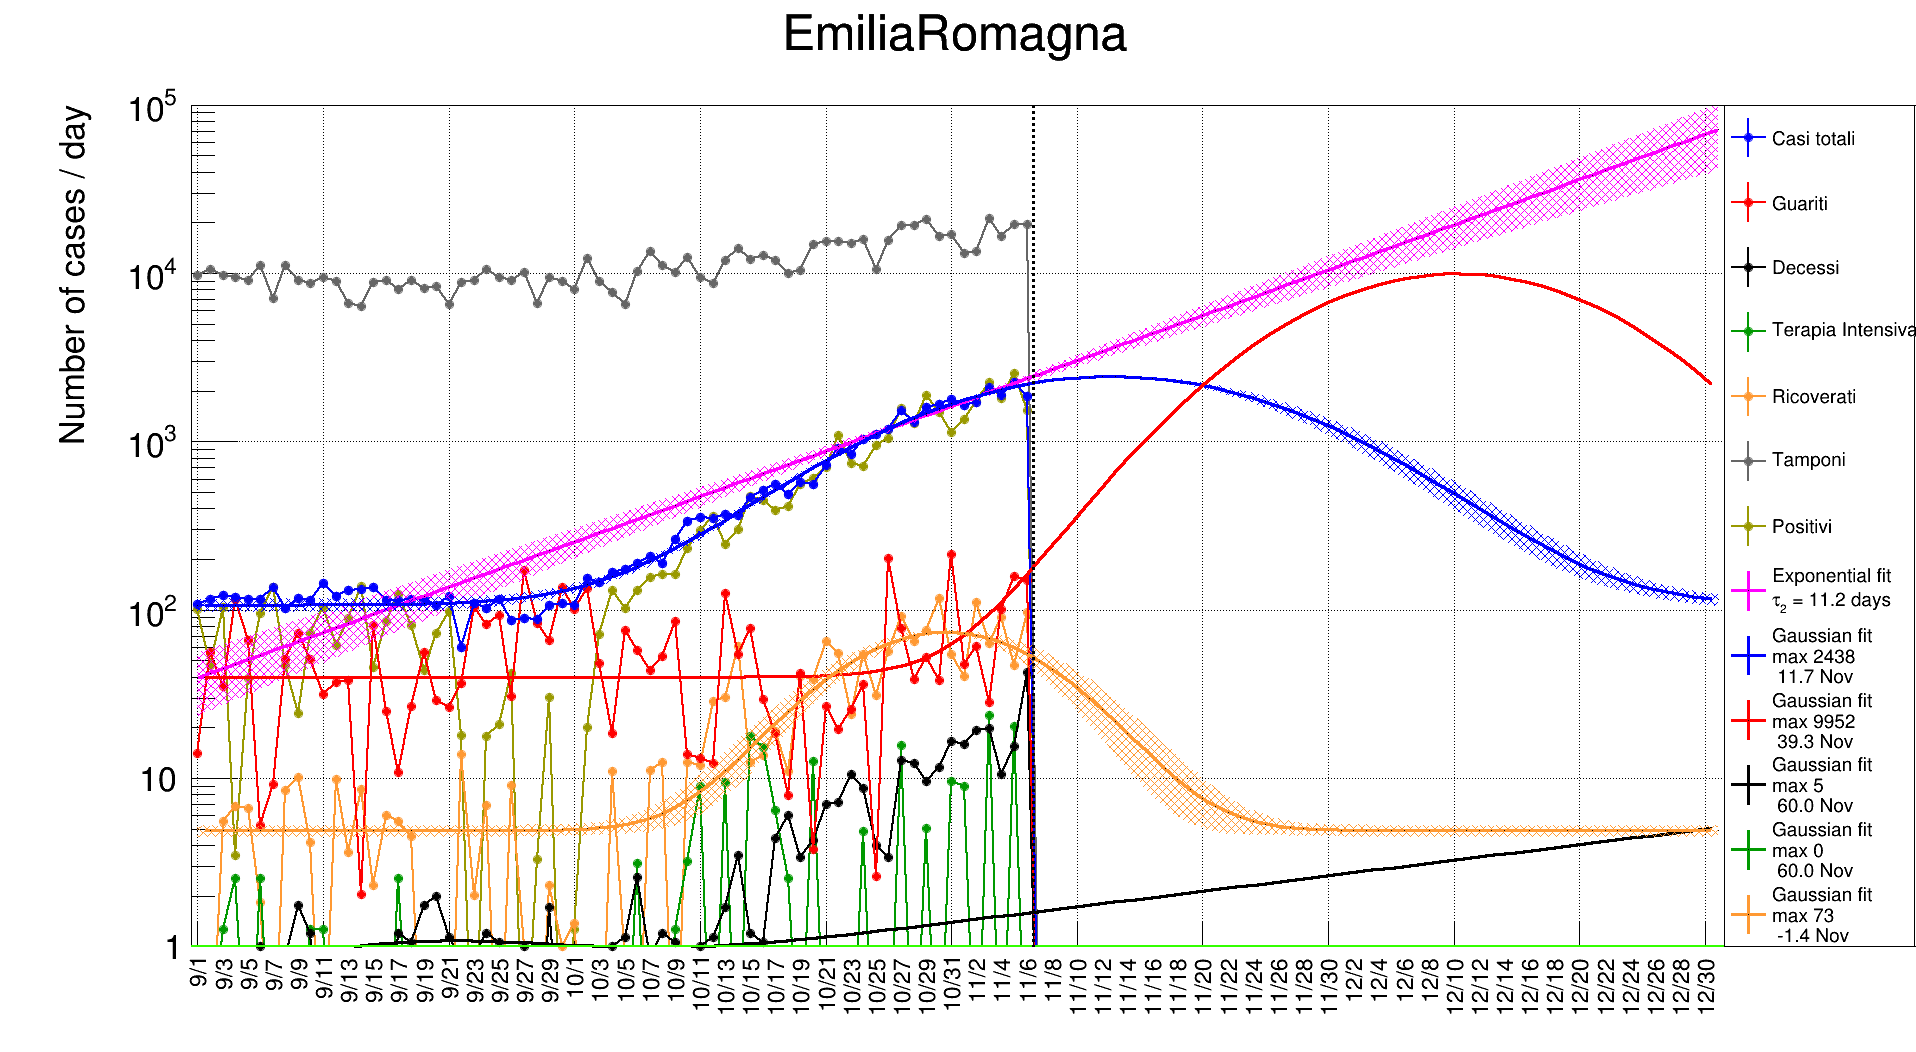 EmiliaRomagna
Number of cases / day
10^5
10^4
10^3
10^2
10
1
9/1
9/3
9/5
9/7
9/9
9/11
9/13
9/15
9/17
9/19
9/21
9/23
9/25
9/27
9/29
10/1
10/3
10/5
10/7
10/9
10/11
10/13
10/15
10/17
10/19
10/21
10/23
10/25
10/27
10/29
10/31
11/2
11/4
11/6
11/8
11/10
11/12
11/14
11/16
11/18
11/20
11/22
11/24
11/26
11/28
11/30
12/2
12/4
12/6
12/8
12/10
12/12
12/14
12/16
12/18
12/20
12/22
12/24
12/26
12/28
12/30
Casi totali
Guariti
Decessi
Terapia Intensiva
Ricoverati
Tamponi
Positivi
Exponential fit
τ₂ = 11.2 days
Gaussian fit
max 2438
11.7 Nov
Gaussian fit
max 9952
39.3 Nov
Gaussian fit
max 5
60.0 Nov
Gaussian fit
max 0
60.0 Nov
Gaussian fit
max 73
-1.4 Nov